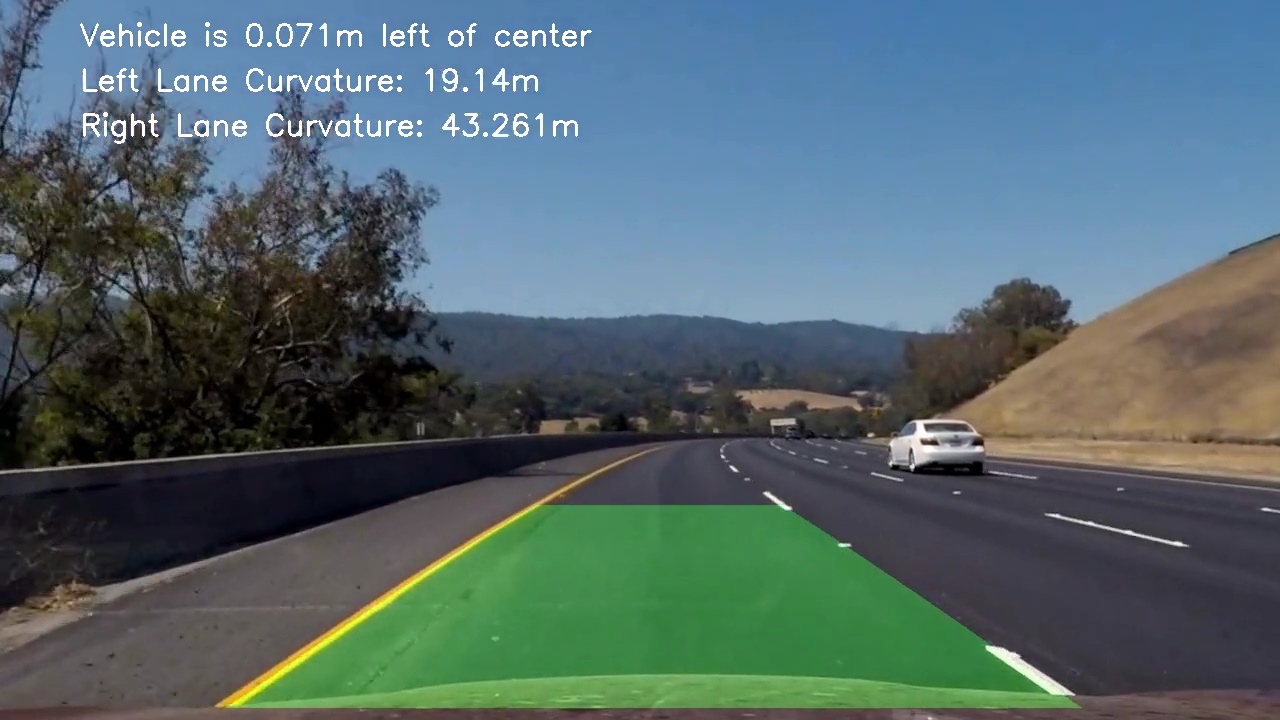 Vehicle is 0.071m left of center
Left Lane Curvature: 19.14m
Right Lane Curvature: 43.261m